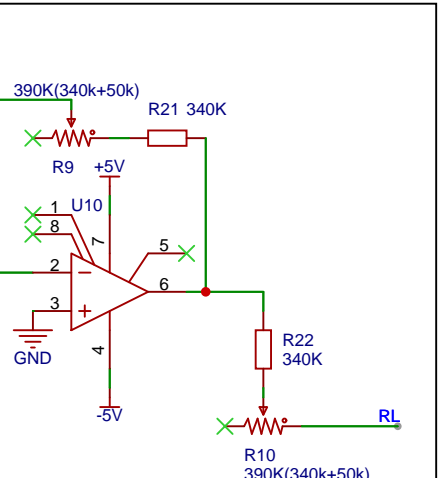 390K(340k+50k)
R21 340K
R9 +5V
1 U10
8
7
5
2
6
3
4
GND
R22
340K
-5V
RL
R10
390K(340k+50k)